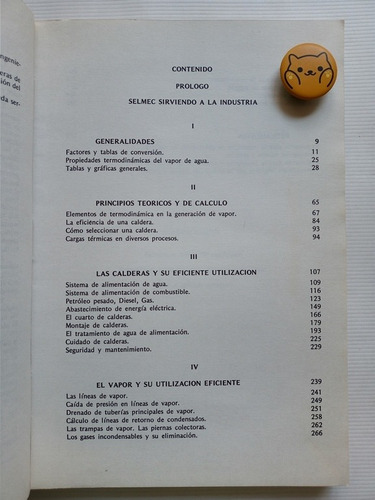 ngenie-
eras de
ión del
da ser-
CONTENIDO
PROLOGO
SELMEC SIRVIENDO A LA INDUSTRIA
I
GENERALIDADES 9
Factores y tablas de conversión. 11
Propiedades termodinámicas del vapor de agua. 25
Tablas y gráficas generales. 28
II
PRINCIPIOS TEORICOS Y DE CALCULO 65
Elementos de termodinámica en la generación de vapor. 67
La eficiencia de una caldera. 84
Cómo seleccionar una caldera. 93
Cargas térmicas en diversos procesos. 94
III
LAS CALDERAS Y SU EFICIENTE UTILIZACION 107
Sistema de alimentación de agua. 109
Sistema de alimentación de combustible. 116
Petróleo pesado, Diesel, Gas. 123
Abastecimiento de energía eléctrica. 149
El cuarto de calderas. 166
Montaje de calderas. 179
El tratamiento de agua de alimentación. 193
Cuidado de calderas. 225
Seguridad y mantenimiento. 229
IV
EL VAPOR Y SU UTILIZACION EFICIENTE 239
Las líneas de vapor. 241
Caída de presión en líneas de vapor. 249
Drenado de tuberías principales de vapor. 251
Cálculo de líneas de retorno de condensados. 258
Las trampas de vapor. Las piernas colectoras. 262
Los gases incondensables y su eliminación. 266